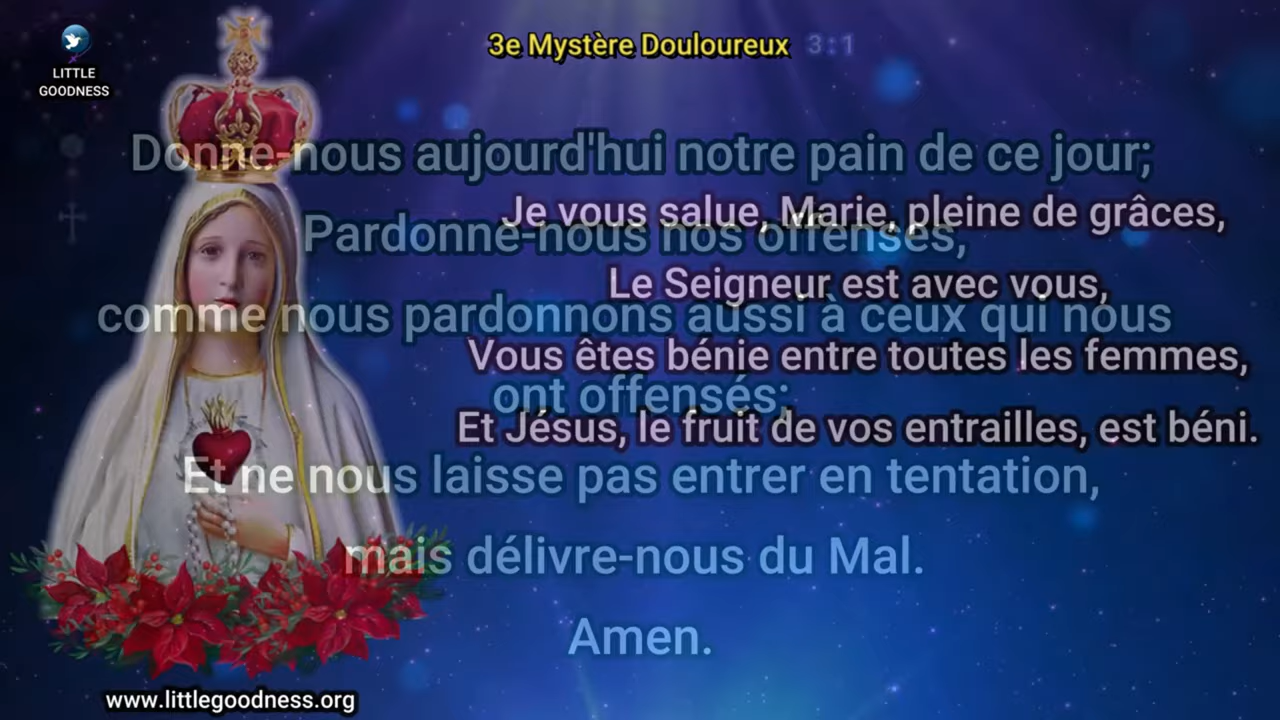 LITTLE
GOODNESS
3e Mystère Douloureux 3:1
Donne-nous aujourd'hui notre pain de ce jour;
Je vous salue, Marie, pleine de grâces,
Pardonne-nous nos offenses,
Le Seigneur est avec vous,
comme nous pardonnons aussi à ceux qui nous
Vous êtes bénie entre toutes les femmes,
ont offensés;
Et Jésus, le fruit de vos entrailles, est béni.
Et ne nous laisse pas entrer en tentation,
mais délivre-nous du Mal.
Amen.
www.littlegoodness.org